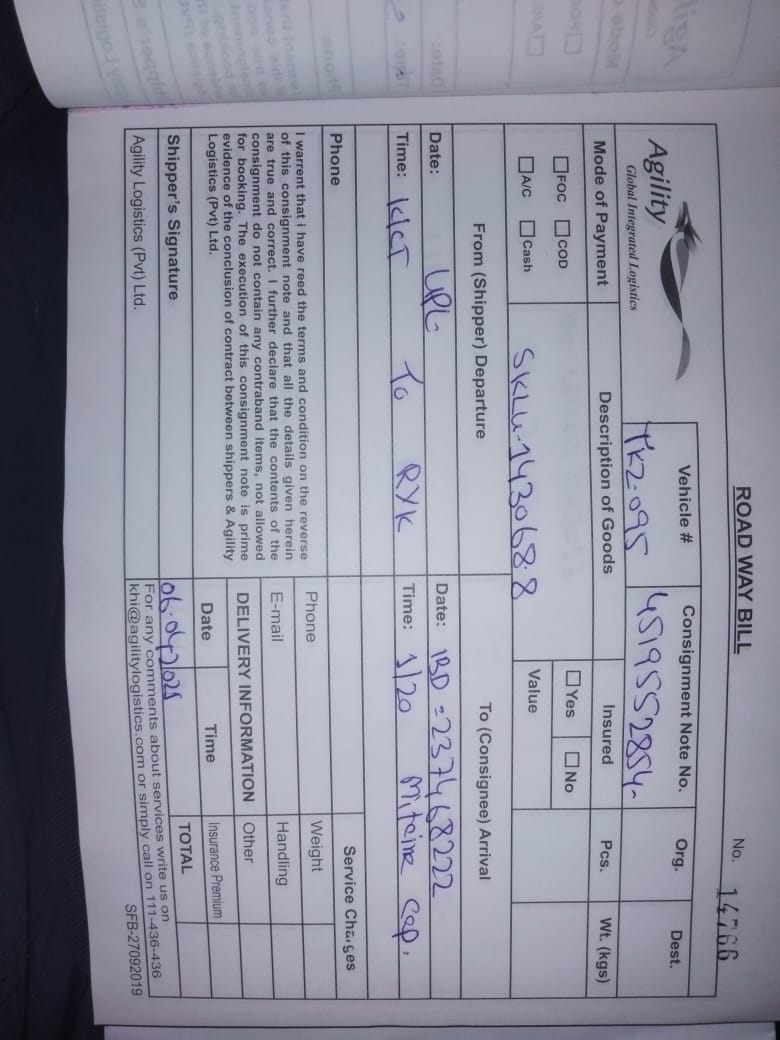 ROAD WAY BILL
No. 14766
Agility
Global Integrated Logistics
Vehicle #
TKZ-095
Consignment Note No.
4519552854-
Org.
Dest.
Mode of Payment
FOC COD
A/C Cash
Description of Goods
SKLU-1430688
Insured
Yes No
Value
Pcs.
Wt. (kgs)
From (Shipper) Departure
Date: UPL
Time: KICT To RYK
To (Consignee) Arrival
Date: IBD = 237468222
Time: 1/20
Phone
I warrent that i have reed the terms and condition on the reverse
of this consignment note and that all the details given herein
are true and correct. I further declare that the contents of the
consignment do not contain any contraband items, not allowed
for booking. The execution of this consignment note is prime
evidence of the conclusion of contract between shippers & Agility
Logistics (Pvt) Ltd.
Shipper's Signature
Agility Logistics (Pvt) Ltd.
Phone
E-mail
DELIVERY INFORMATION
Date Time
06-04-2025
Service Charges
Weight
Handling
Other
Insurance Premium
TOTAL
For any comments about services write us on
khi@agilitylogistics.com or simply call on 111-436-436
SFB-27092019